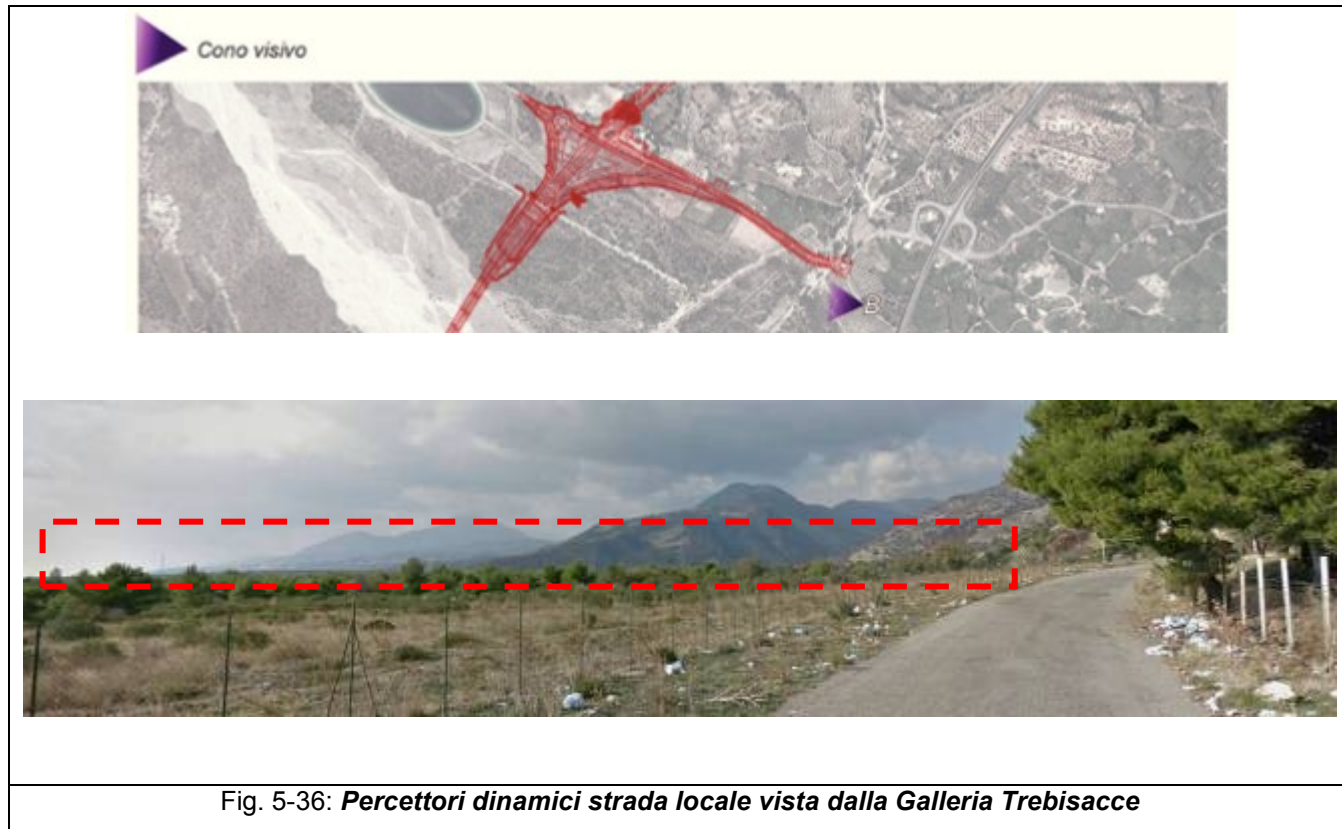 Cono visivo
B
Fig. 5-36: Percettori dinamici strada locale vista dalla Galleria Trebisacce